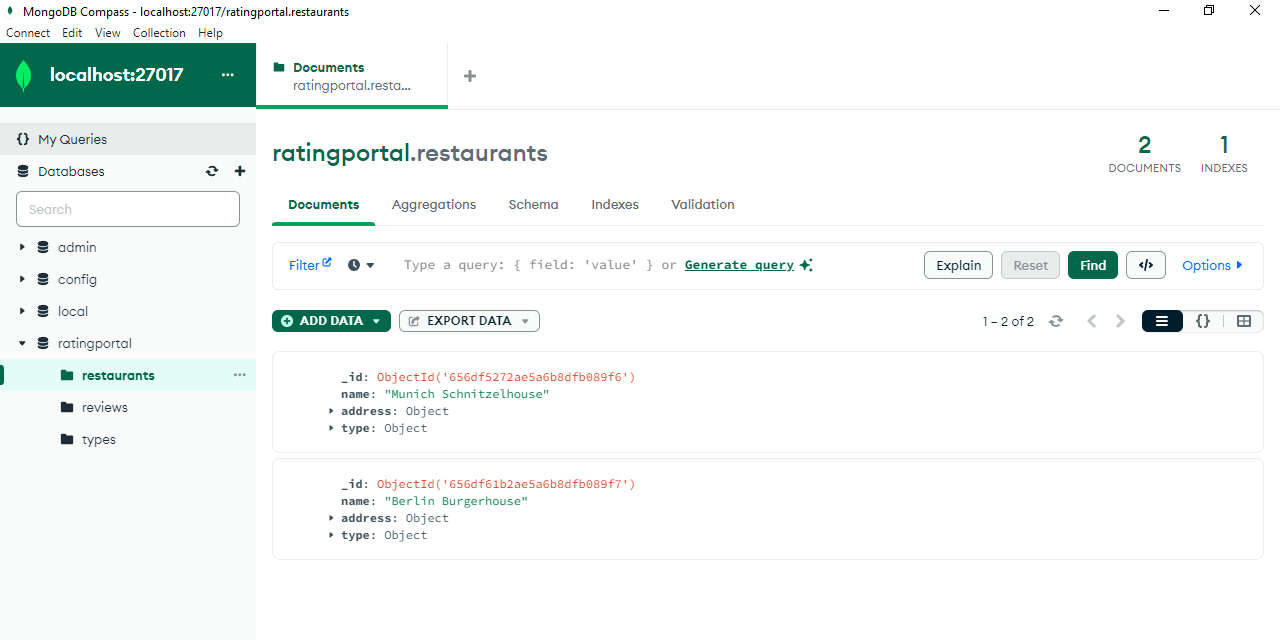 MongoDB Compass - localhost:27017/ratingportal.restaurants
Connect Edit View Collection Help
localhost:27017 ...
Documents
ratingportal.resta...
{} My Queries
Databases
Search
admin
config
local
ratingportal
restaurants ...
reviews
types
ratingportal.restaurants
2
DOCUMENTS
1
INDEXES
Documents Aggregations Schema Indexes Validation
Filter Type a query: { field: 'value' } or Generate query Explain Reset Find </> Options
ADD DATA EXPORT DATA 1 – 2 of 2 {}
_id: ObjectId('656df5272ae5a6b8dfb089f6')
name: "Munich Schnitzelhouse"
address: Object
type: Object
_id: ObjectId('656df61b2ae5a6b8dfb089f7')
name: "Berlin Burgerhouse"
address: Object
type: Object